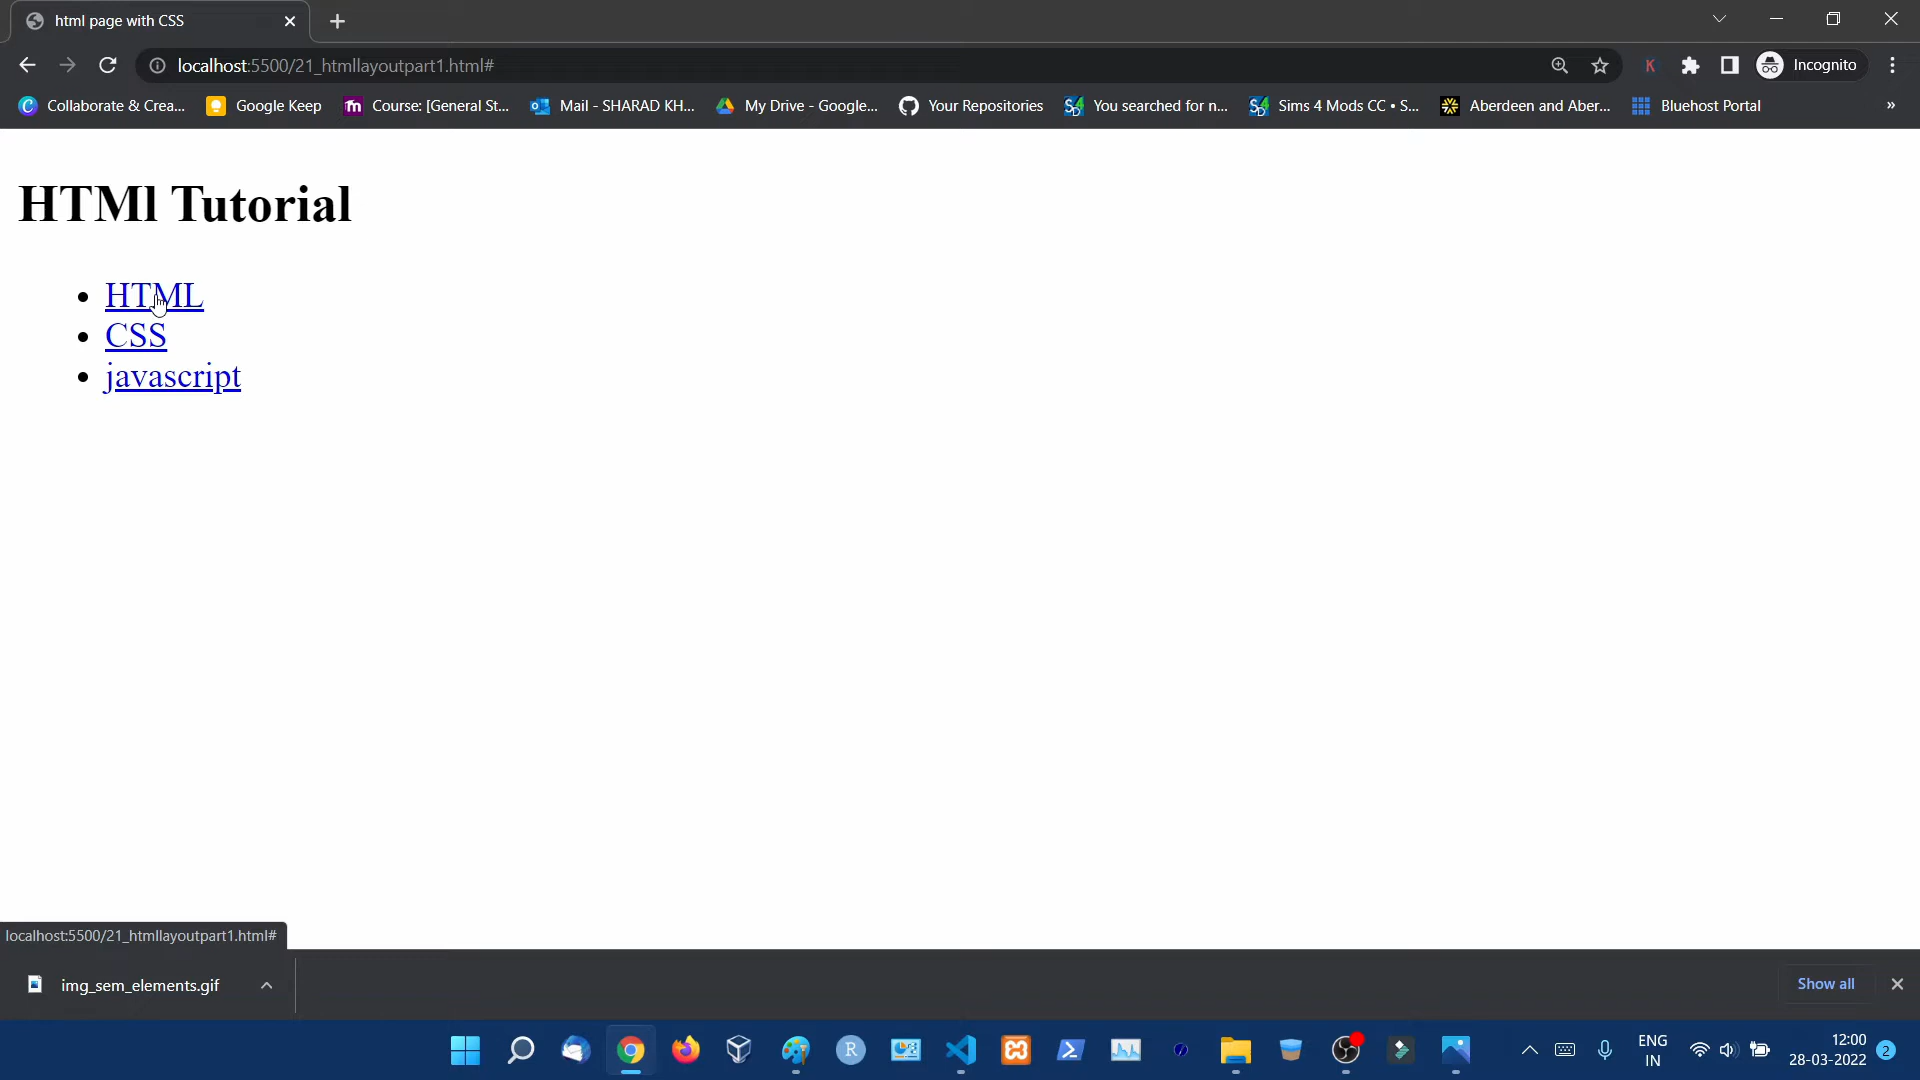 html page with CSS
localhost:5500/21_htmllayoutpart1.html#
Incognito
Collaborate & Crea... Google Keep Course: [General St... Mail - SHARAD KH... My Drive - Google... Your Repositories You searched for n... Sims 4 Mods CC • S... Aberdeen and Aber... Bluehost Portal »
HTMl Tutorial
• HTML
• CSS
• javascript
localhost:5500/21_htmllayoutpart1.html#
img_sem_elements.gif
Show all
ENG
IN
12:00
28-03-2022
2